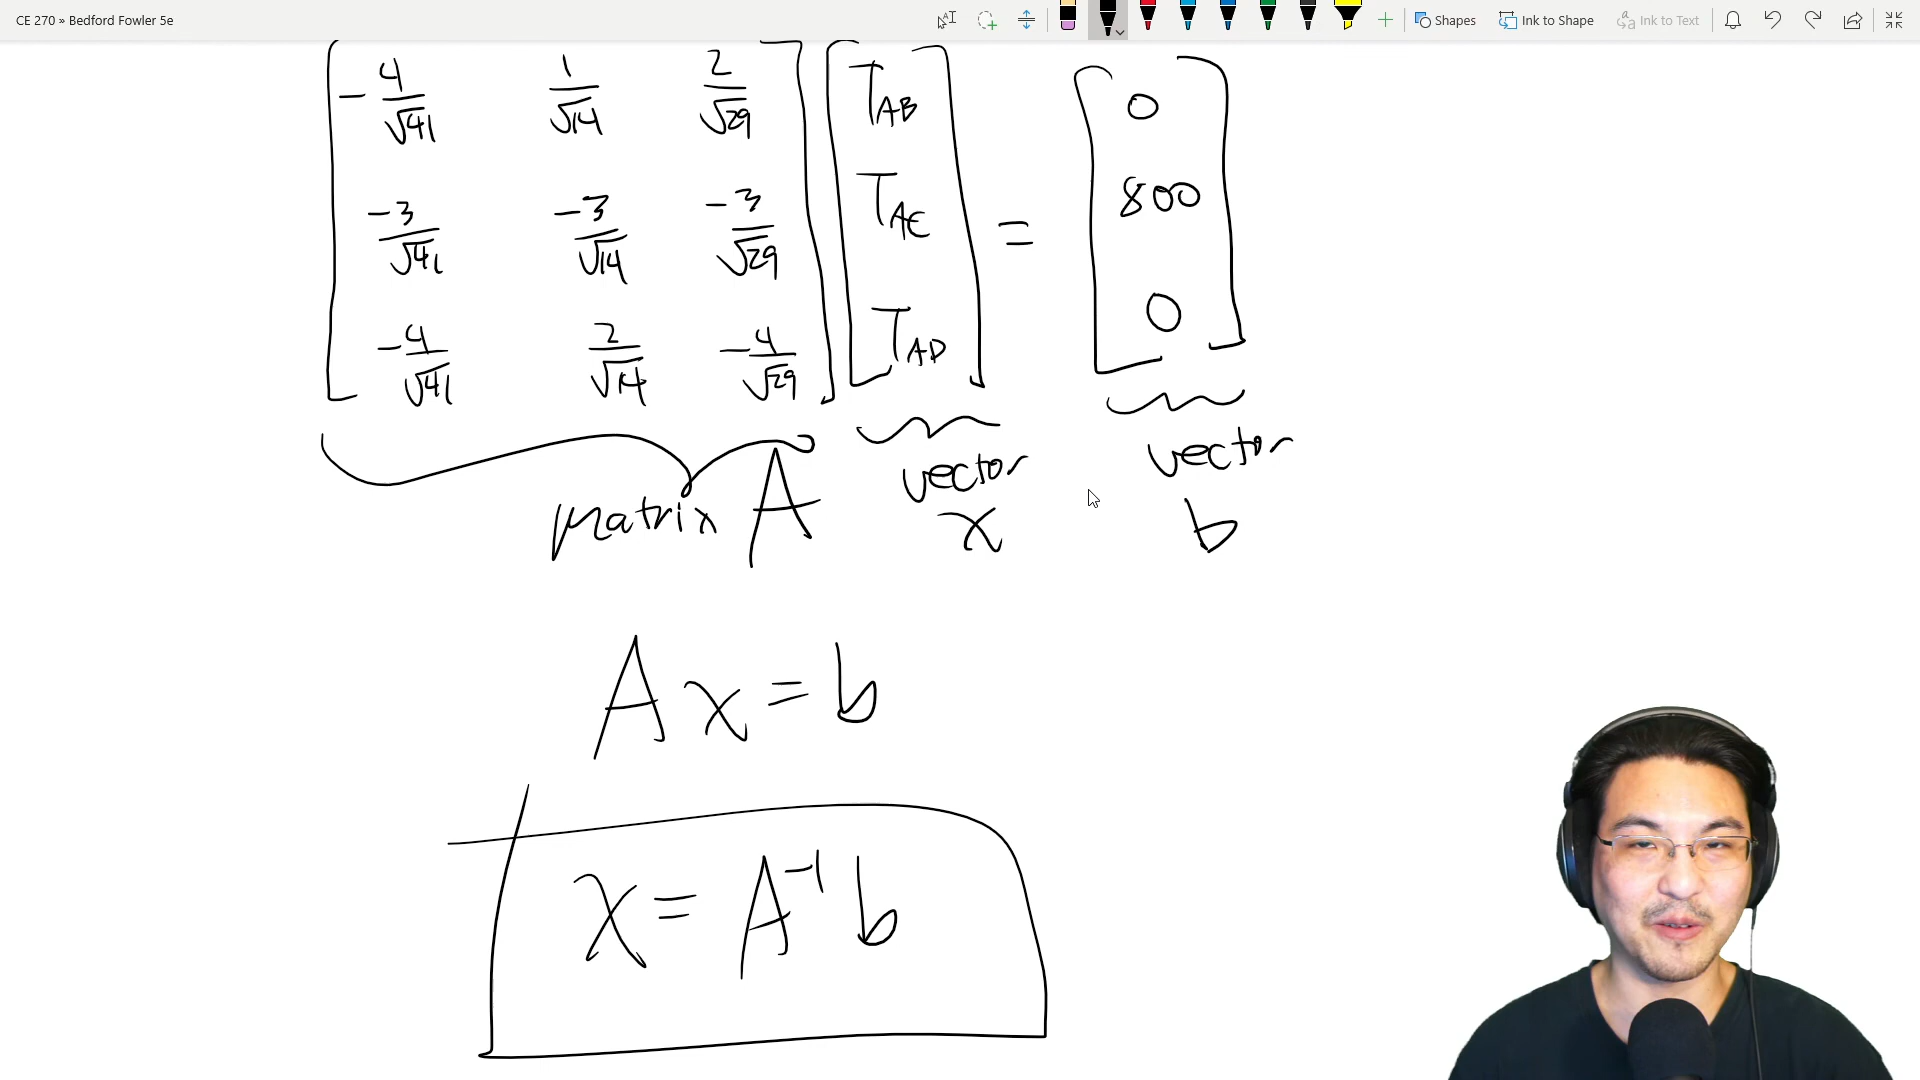 CE 270 » Bedford Fowler 5e
Shapes Ink to Shape Ink to Text
-4/√41 1/√14 2/√29 T_AB 0
-3/√41 -3/√14 -3/√29 T_AC = 800
-4/√41 2/√14 -4/√29 T_AD 0
matrix A vector x vector b
A x = b
x = A⁻¹ b